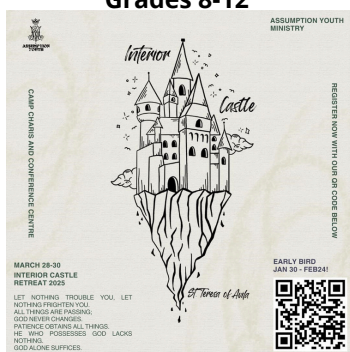 Grades 8-12
ASSUMPTION
YOUTH
ASSUMPTION YOUTH
MINISTRY
Interior
Castle
CAMP CHARIS AND CONFERENCE CENTRE
REGISTER NOW WITH OUR QR CODE BELOW
St Teresa of Avila
MARCH 28-30
INTERIOR CASTLE
RETREAT 2025
LET NOTHING TROUBLE YOU, LET
NOTHING FRIGHTEN YOU.
ALL THINGS ARE PASSING;
GOD NEVER CHANGES.
PATIENCE OBTAINS ALL THINGS.
HE WHO POSSESSES GOD LACKS
NOTHING.
GOD ALONE SUFFICES.
EARLY BIRD
JAN 30 - FEB24!